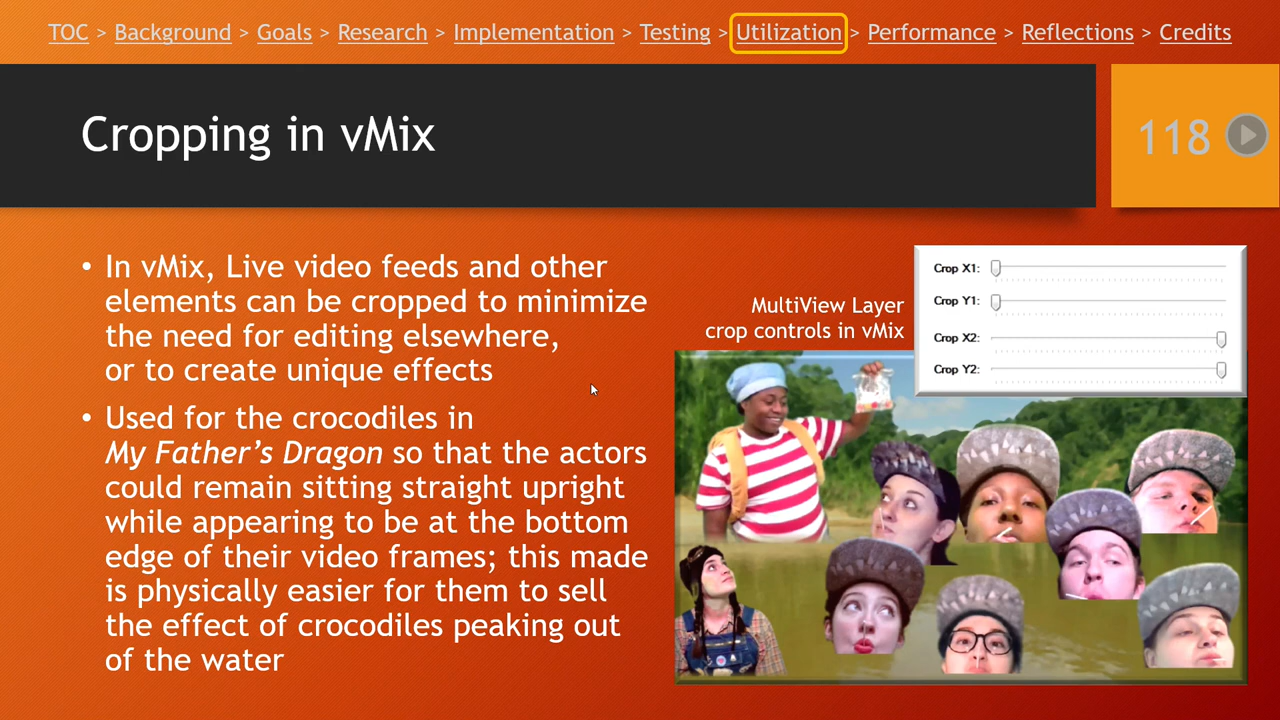 TOC > Background > Goals > Research > Implementation > Testing > Utilization > Performance > Reflections > Credits
Cropping in vMix
118
• In vMix, Live video feeds and other
elements can be cropped to minimize
the need for editing elsewhere,
or to create unique effects
• Used for the crocodiles in
My Father’s Dragon so that the actors
could remain sitting straight upright
while appearing to be at the bottom
edge of their video frames; this made
is physically easier for them to sell
the effect of crocodiles peaking out
of the water
MultiView Layer
crop controls in vMix
Crop X1:
Crop Y1:
Crop X2:
Crop Y2: